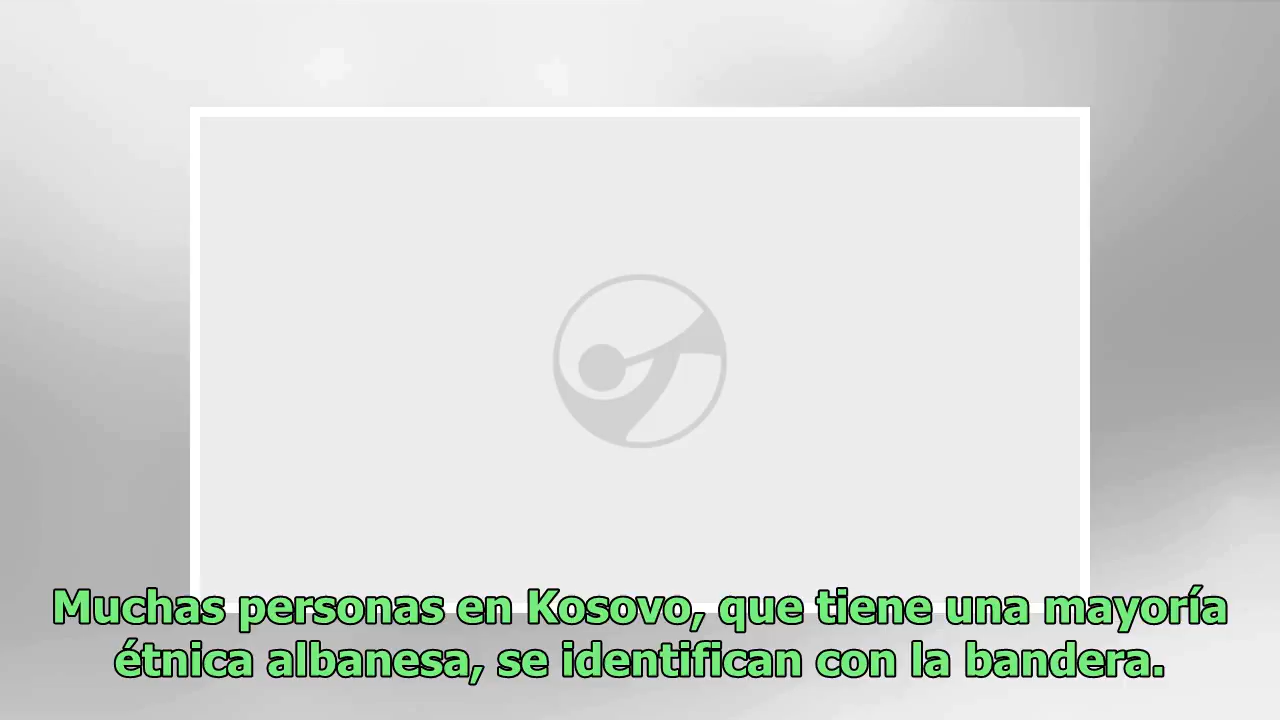 Muchas personas en Kosovo, que tiene una mayoría
étnica albanesa, se identifican con la bandera.